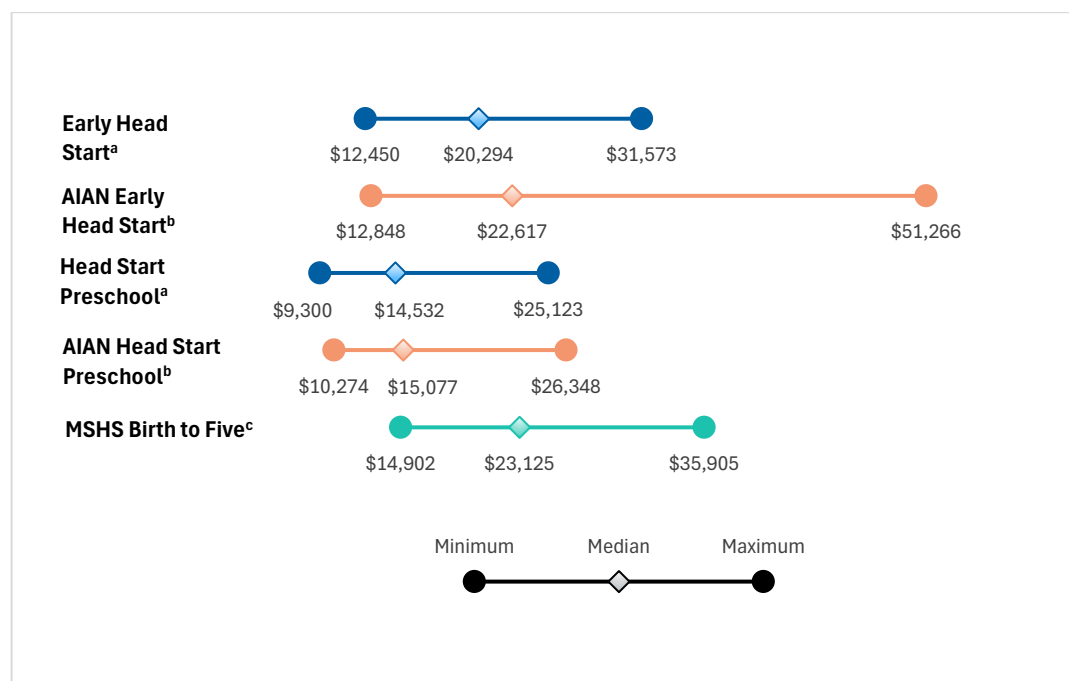 Early Head
Startᵃ
$12,450 $20,294 $31,573
AIAN Early
Head Startᵇ
$12,848 $22,617 $51,266
Head Start
Preschoolᵃ
$9,300 $14,532 $25,123
AIAN Head Start
Preschoolᵇ
$10,274 $15,077 $26,348
MSHS Birth to Fiveᶜ
$14,902 $23,125 $35,905
Minimum Median Maximum